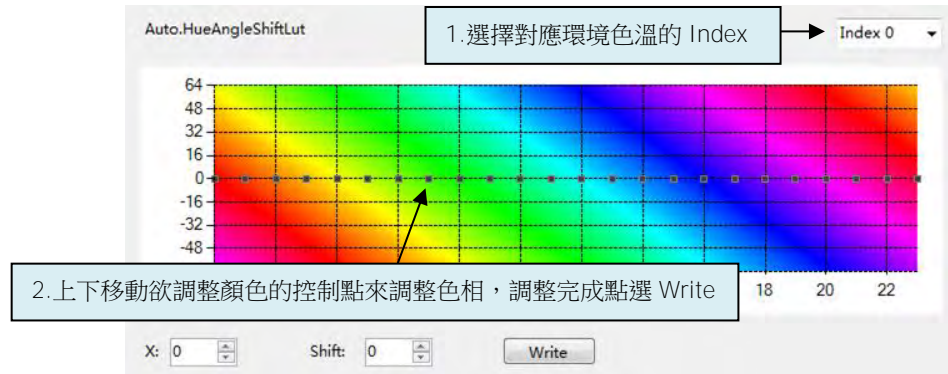 Auto.HueAngleShiftLut
1.選擇對應環境色溫的 Index
Index 0
64
48
32
16
0
-16
-32
-48
2.上下移動欲調整顏色的控制點來調整色相，調整完成點選 Write
18 20 22
X: 0 Shift: 0 Write